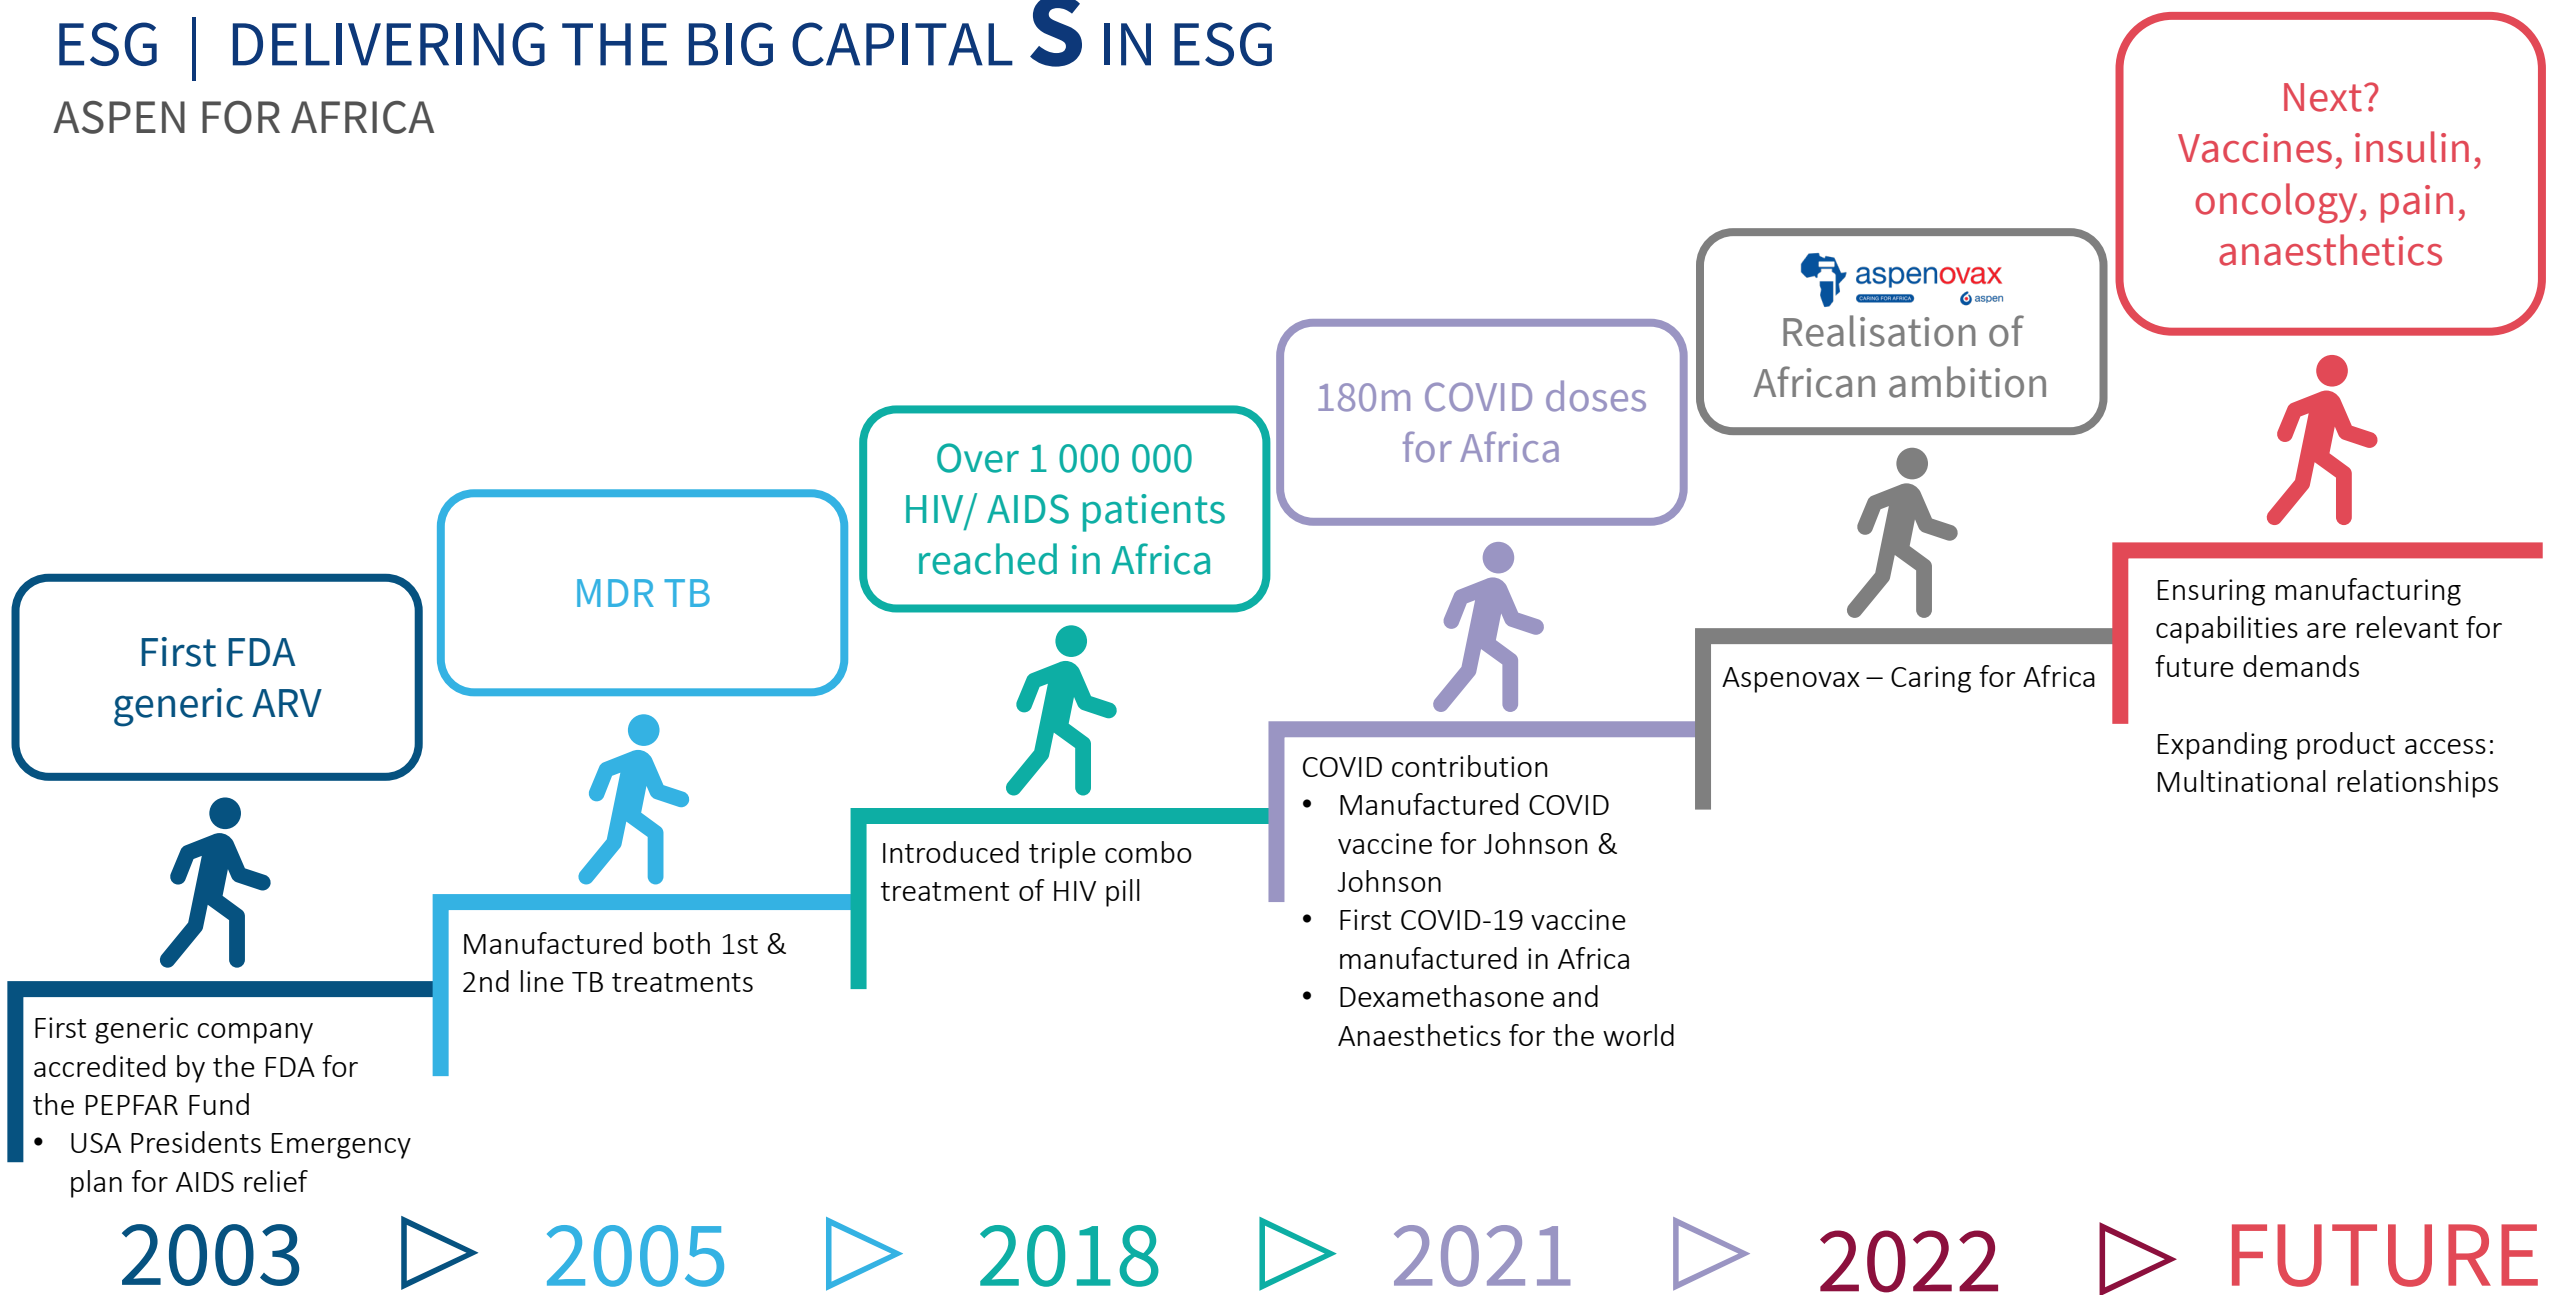 ESG | DELIVERING THE BIG CAPITAL S IN ESG
ASPEN FOR AFRICA
First FDA
generic ARV
First generic company
accredited by the FDA for
the PEPFAR Fund
• USA Presidents Emergency
plan for AIDS relief
MDR TB
Manufactured both 1st &
2nd line TB treatments
Over 1 000 000
HIV/ AIDS patients
reached in Africa
Introduced triple combo
treatment of HIV pill
180m COVID doses
for Africa
COVID contribution
• Manufactured COVID
vaccine for Johnson &
Johnson
• First COVID-19 vaccine
manufactured in Africa
• Dexamethasone and
Anaesthetics for the world
aspenovax
CARING FOR AFRICA
aspen
Realisation of
African ambition
Aspenovax – Caring for Africa
Next?
Vaccines, insulin,
oncology, pain,
anaesthetics
Ensuring manufacturing
capabilities are relevant for
future demands
Expanding product access:
Multinational relationships
2003
2005
2018
2021
2022
FUTURE